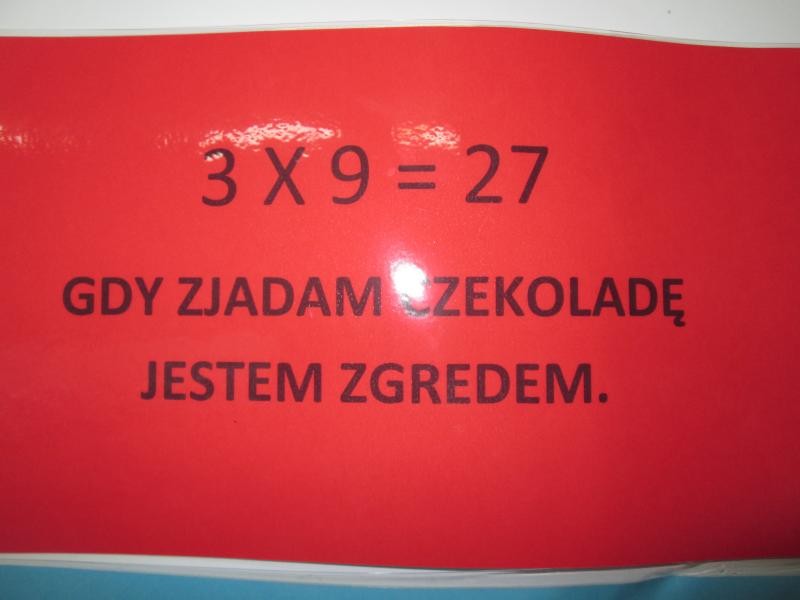 3 X 9 = 27
GDY ZJADAM CZEKOLADĘ
JESTEM ZGREDEM.